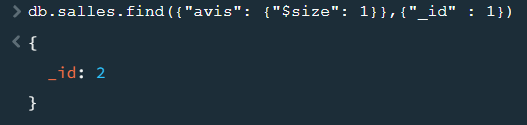 > db.salles.find({"avis": {"$size": 1}},{"_id" : 1})
< {
_id: 2
}